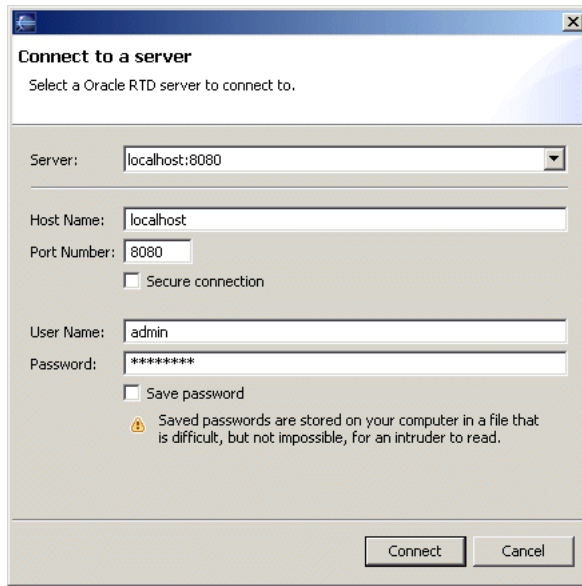 Connect to a server
Select a Oracle RTD server to connect to.
Server: localhost:8080
Host Name: localhost
Port Number: 8080
Secure connection
User Name: admin
Password: ********
Save password
Saved passwords are stored on your computer in a file that
is difficult, but not impossible, for an intruder to read.
Connect Cancel